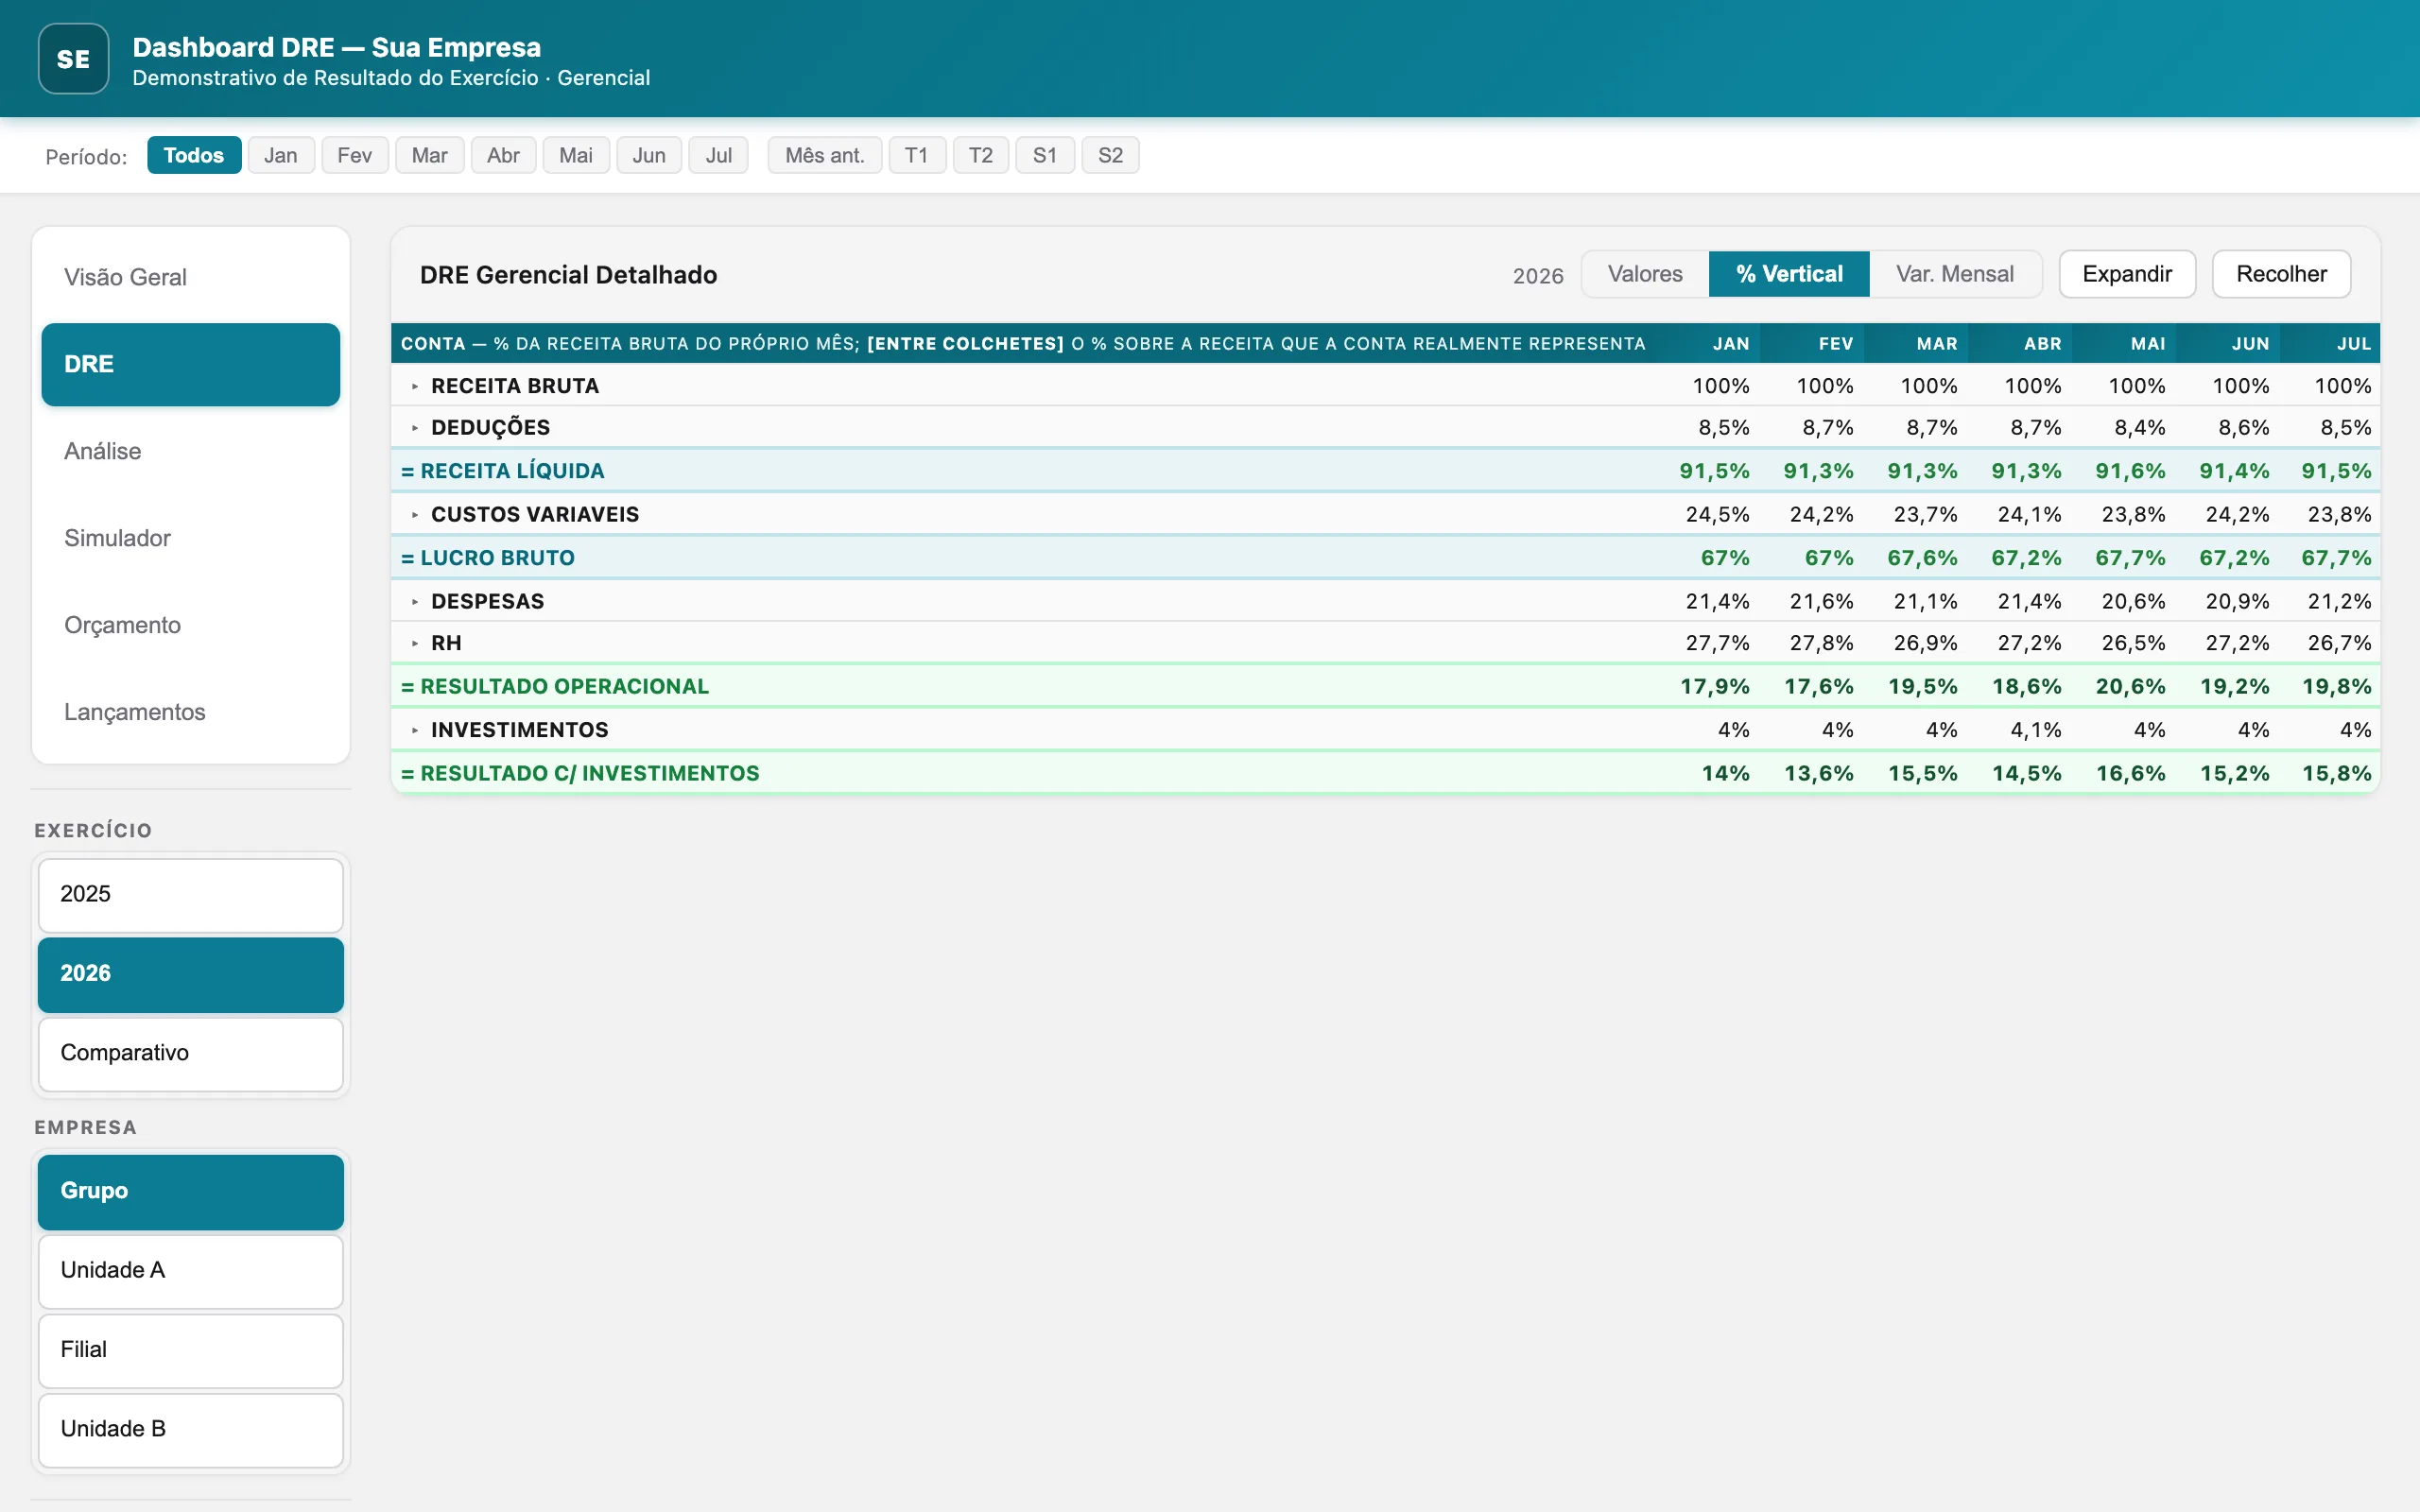 SE
Dashboard DRE — Sua Empresa
Demonstrativo de Resultado do Exercício · Gerencial
Período: Todos Jan Fev Mar Abr Mai Jun Jul Mês ant. T1 T2 S1 S2
Visão Geral
DRE
Análise
Simulador
Orçamento
Lançamentos
EXERCÍCIO
2025
2026
Comparativo
EMPRESA
Grupo
Unidade A
Filial
Unidade B
DRE Gerencial Detalhado 2026 Valores % Vertical Var. Mensal Expandir Recolher
CONTA — % DA RECEITA BRUTA DO PRÓPRIO MÊS; [ENTRE COLCHETES] O % SOBRE A RECEITA QUE A CONTA REALMENTE REPRESENTA JAN FEV MAR ABR MAI JUN JUL
▸ RECEITA BRUTA 100% 100% 100% 100% 100% 100% 100%
▸ DEDUÇÕES 8,5% 8,7% 8,7% 8,7% 8,4% 8,6% 8,5%
= RECEITA LÍQUIDA 91,5% 91,3% 91,3% 91,3% 91,6% 91,4% 91,5%
▸ CUSTOS VARIAVEIS 24,5% 24,2% 23,7% 24,1% 23,8% 24,2% 23,8%
= LUCRO BRUTO 67% 67% 67,6% 67,2% 67,7% 67,2% 67,7%
▸ DESPESAS 21,4% 21,6% 21,1% 21,4% 20,6% 20,9% 21,2%
▸ RH 27,7% 27,8% 26,9% 27,2% 26,5% 27,2% 26,7%
= RESULTADO OPERACIONAL 17,9% 17,6% 19,5% 18,6% 20,6% 19,2% 19,8%
▸ INVESTIMENTOS 4% 4% 4% 4,1% 4% 4% 4%
= RESULTADO C/ INVESTIMENTOS 14% 13,6% 15,5% 14,5% 16,6% 15,2% 15,8%